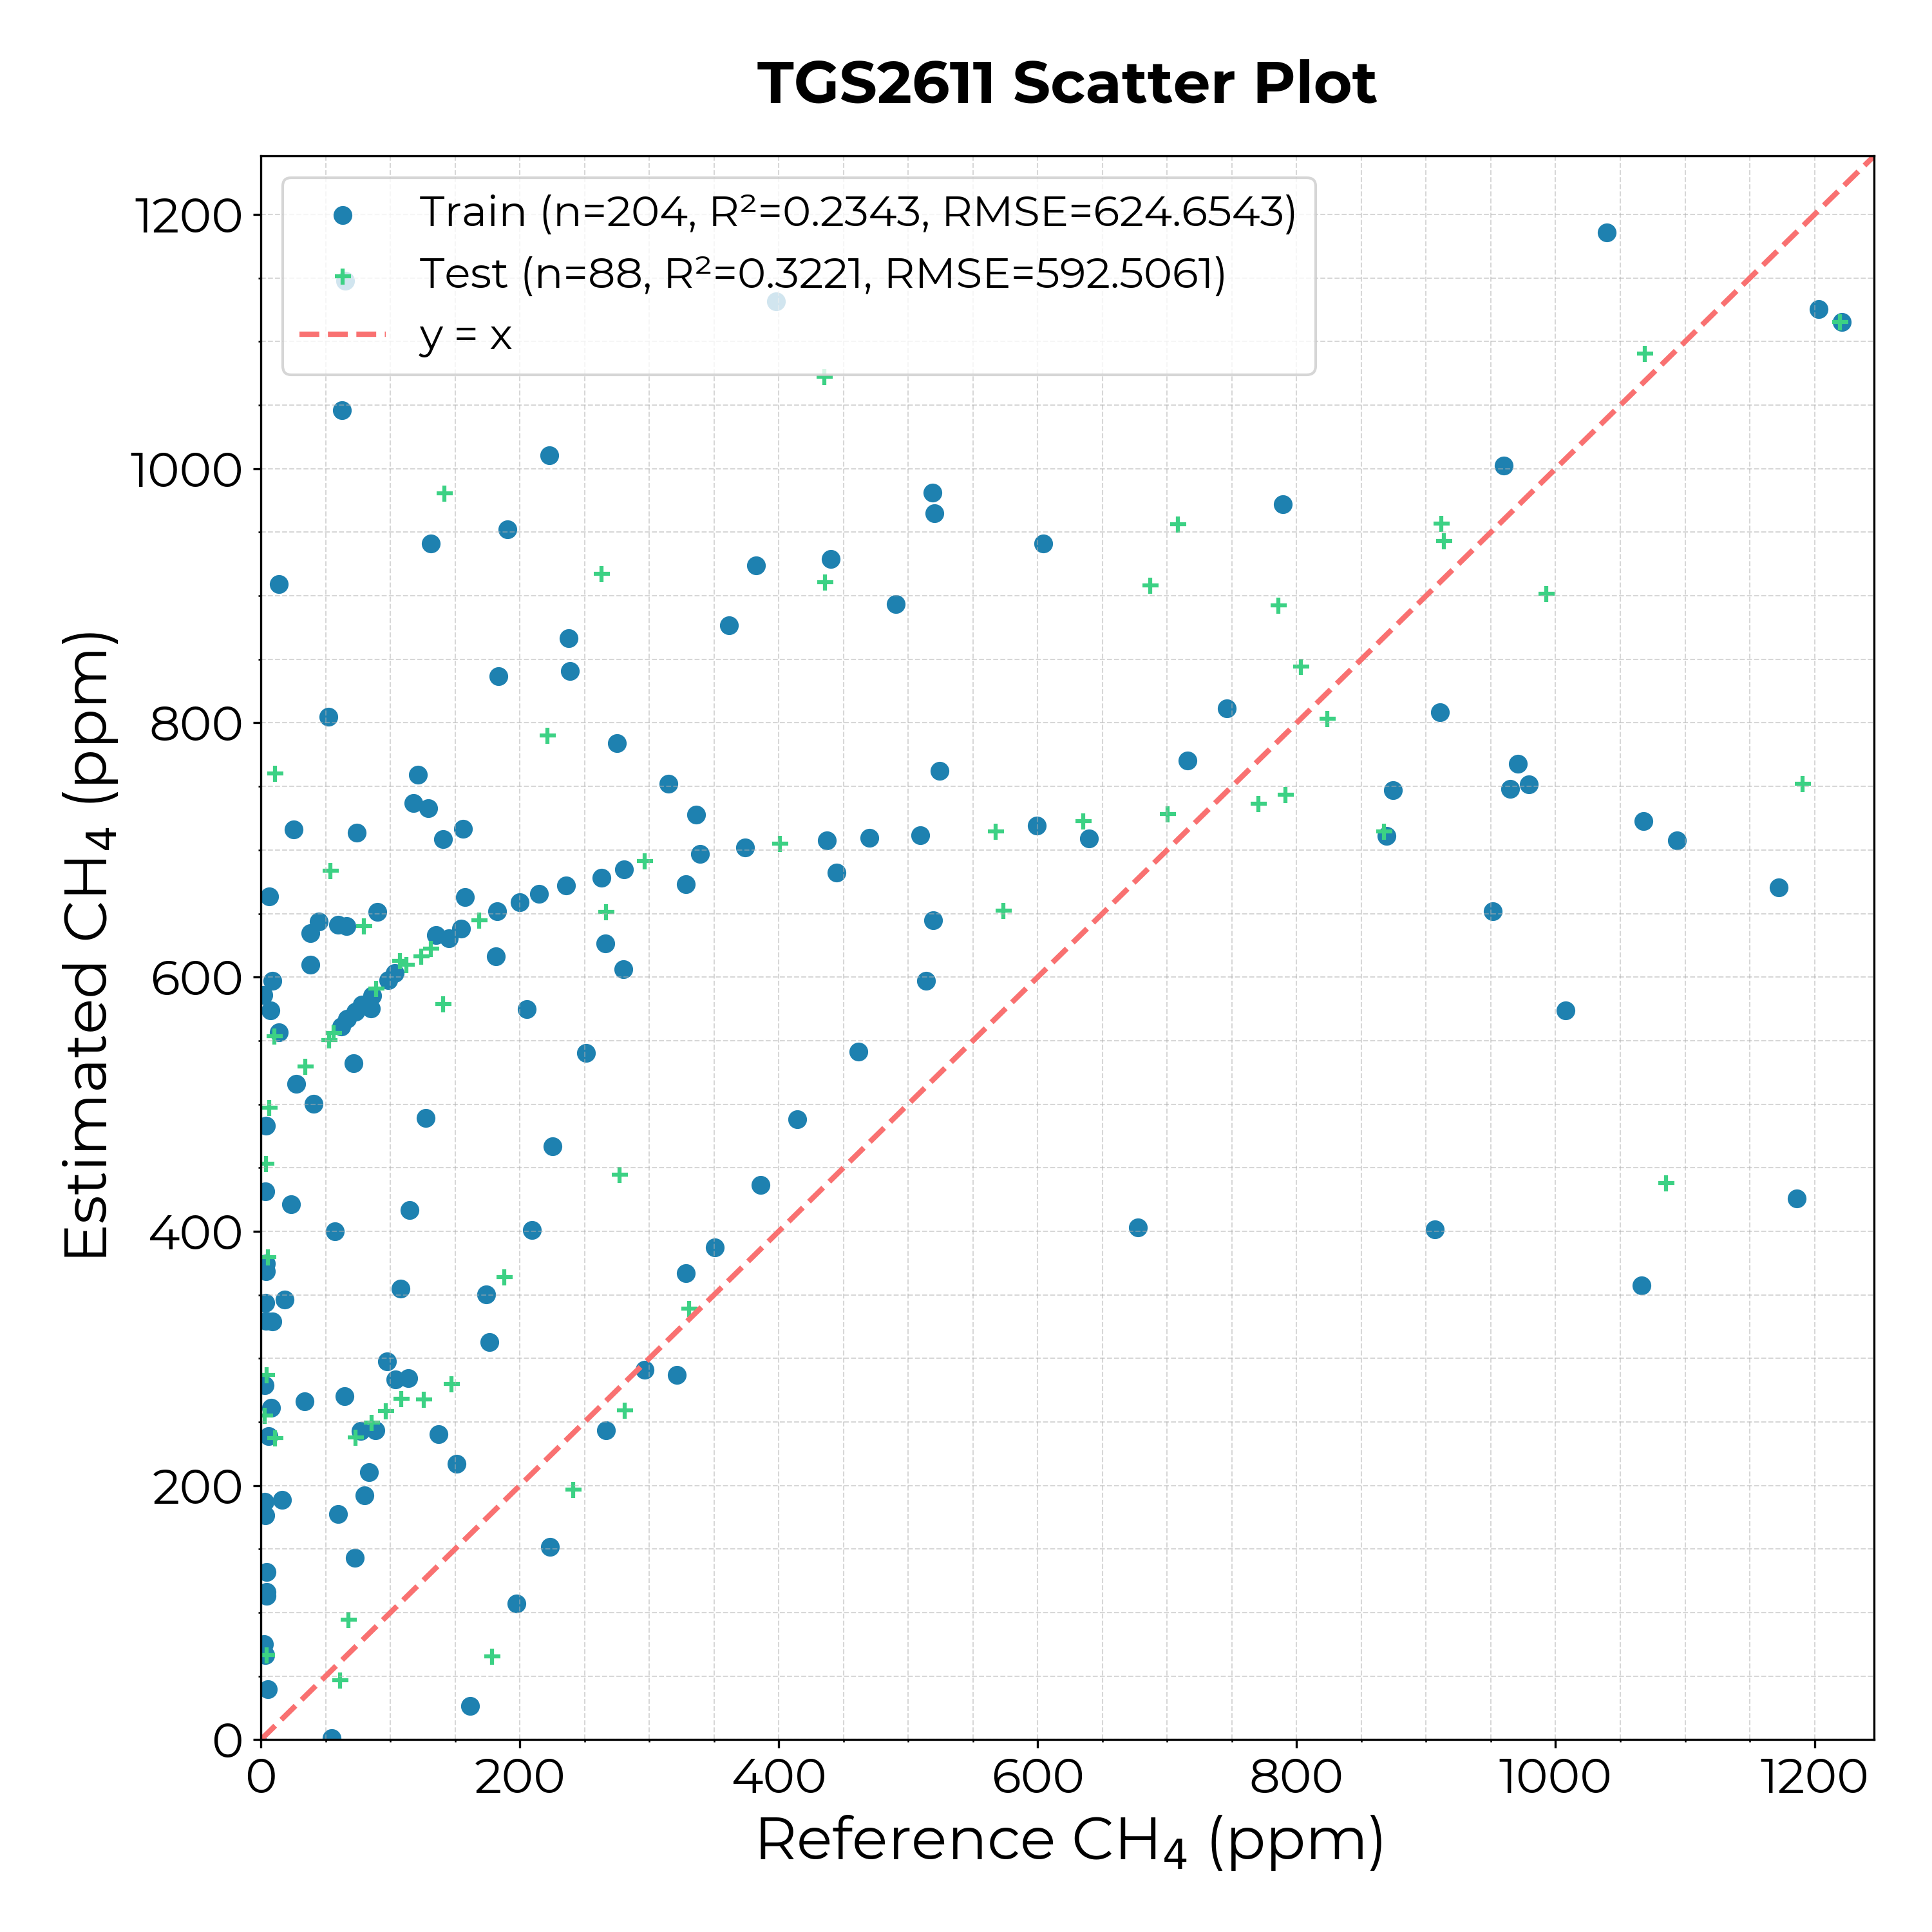 TGS2611 Scatter Plot
Train (n=204, R²=0.2343, RMSE=624.6543)
Test (n=88, R²=0.3221, RMSE=592.5061)
y = x
1200
1000
800
600
400
200
0
Estimated CH₄ (ppm)
0 200 400 600 800 1000 1200
Reference CH₄ (ppm)